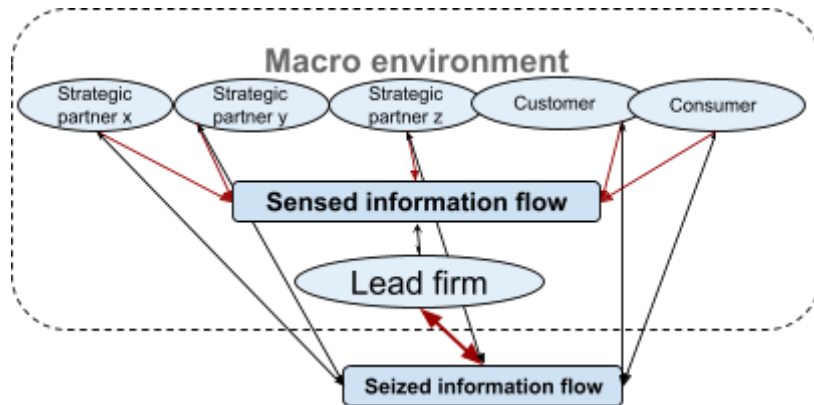 Macro environment
Strategic
partner x
Strategic
partner y
Strategic
partner z
Customer
Consumer
Sensed information flow
Lead firm
Seized information flow